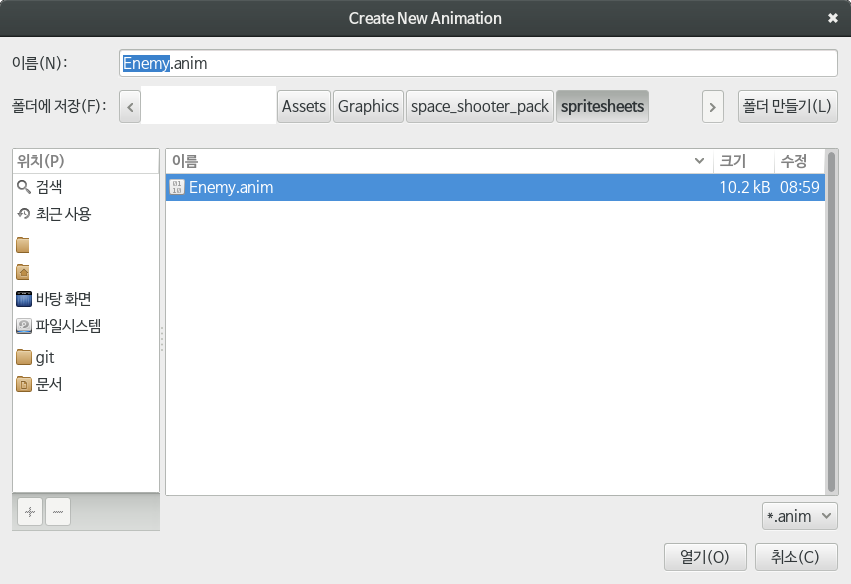 Create New Animation
이름(N):
Enemy.anim
폴더에 저장(F):
Assets
Graphics
space_shooter_pack
spritesheets
폴더 만들기(L)
위치(P)
검색
최근 사용
바탕 화면
파일시스템
git
문서
이름 크기 수정
Enemy.anim 10.2 kB 08:59
*.anim
열기(O)
취소(C)